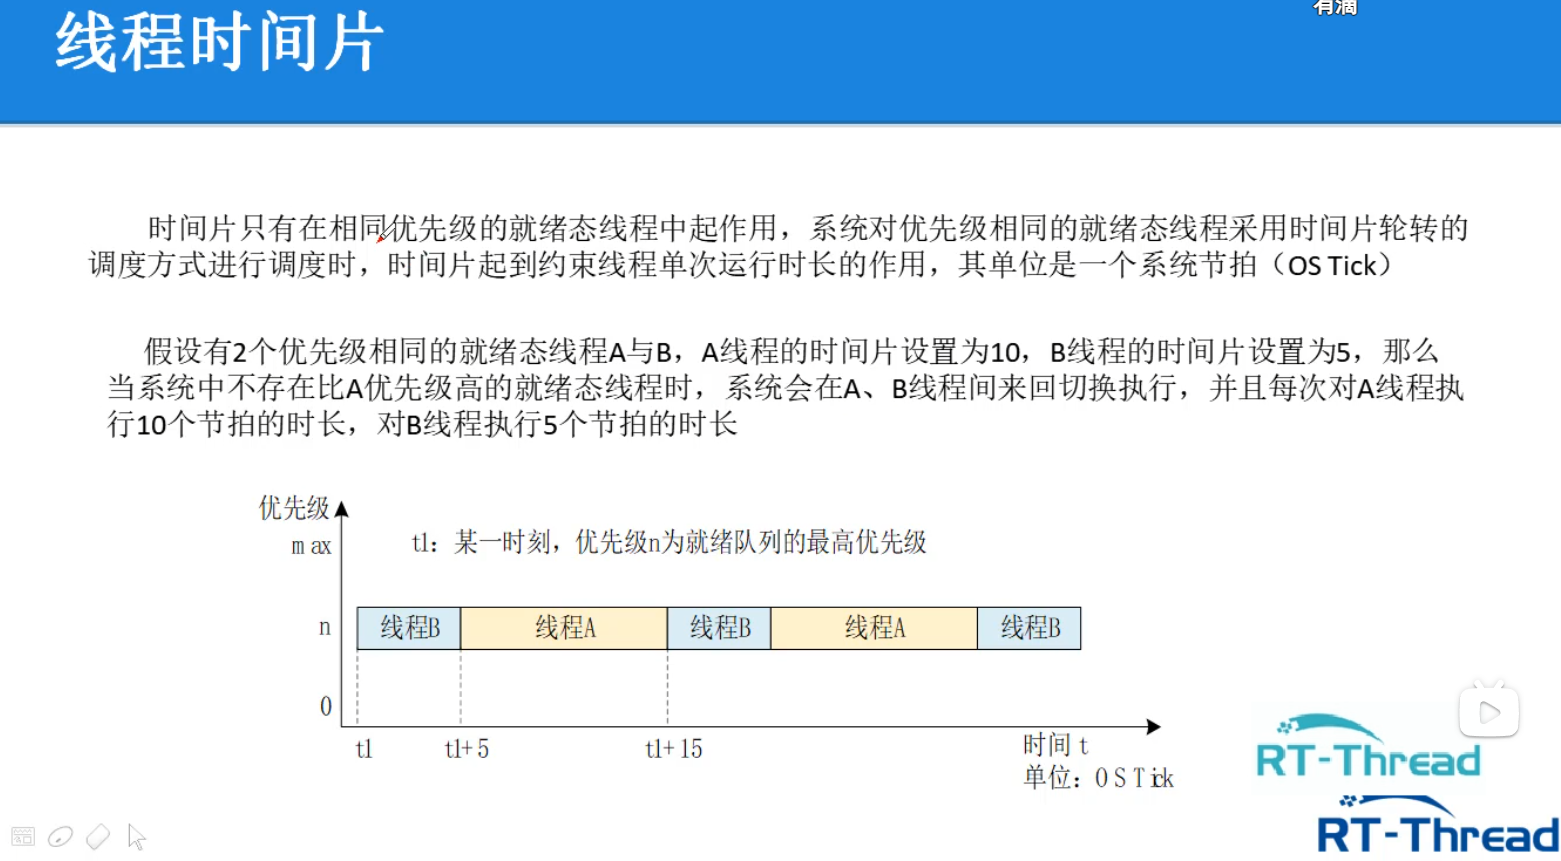 有滴
线程时间片
时间片只有在相同优先级的就绪态线程中起作用，系统对优先级相同的就绪态线程采用时间片轮转的
调度方式进行调度时，时间片起到约束线程单次运行时长的作用，其单位是一个系统节拍（OS Tick）
假设有2个优先级相同的就绪态线程A与B，A线程的时间片设置为10，B线程的时间片设置为5，那么
当系统中不存在比A优先级高的就绪态线程时，系统会在A、B线程间来回切换执行，并且每次对A线程执
行10个节拍的时长，对B线程执行5个节拍的时长
优先级
max
t1：某一时刻，优先级n为就绪队列的最高优先级
n
线程B 线程A 线程B 线程A 线程B
0
t1 t1+5 t1+15
时间 t
单位：OS Tick
RT-Thread
RT-Thread